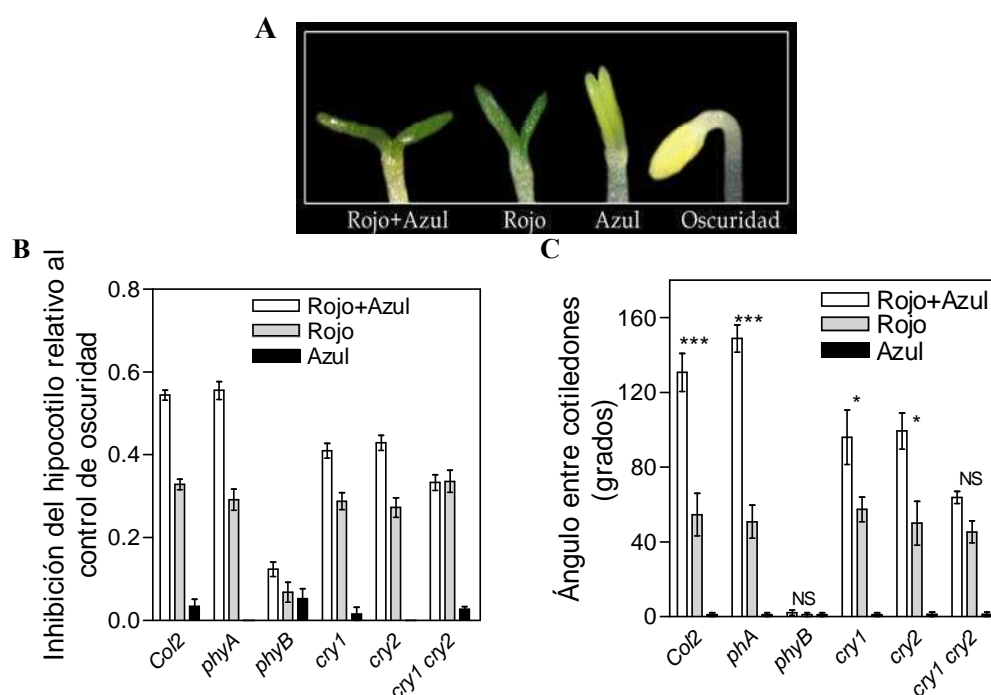 A
Rojo+Azul Rojo Azul Oscuridad
B
Inhibición del hipocotilo relativo al
control de oscuridad
0.8
0.6
0.4
0.2
0.0
Rojo+Azul
Rojo
Azul
Col2 phyA phyB cry1 cry2 cry1 cry2
C
Ángulo entre cotiledones
(grados)
160
120
80
40
0
Rojo+Azul
Rojo
Azul
*** *** NS * * NS
Col2 phA phyB cry1 cry2 cry1 cry2